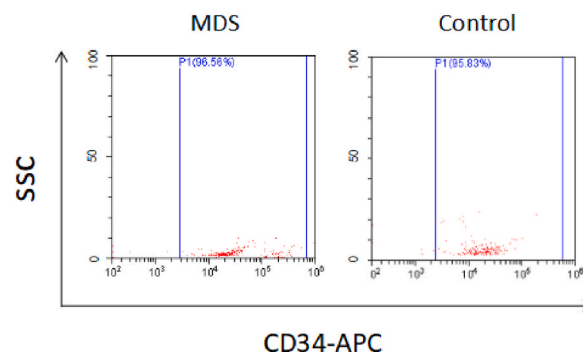 MDS
Control
P1(96.56%)
P1(95.83%)
100
100
50
50
0
0
SSC
10² 10³ 10⁴ 10⁵ 10⁶
0² 10³ 10⁴ 10⁵ 10⁶
CD34-APC